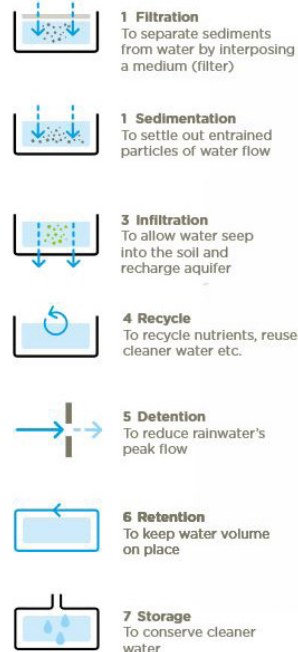 1 Filtration
To separate sediments
from water by interposing
a medium (filter)
1 Sedimentation
To settle out entrained
particles of water flow
3 Infiltration
To allow water seep
into the soil and
recharge aquifer
4 Recycle
To recycle nutrients, reuse
cleaner water etc.
5 Detention
To reduce rainwater's
peak flow
6 Retention
To keep water volume
on place
7 Storage
To conserve cleaner
water